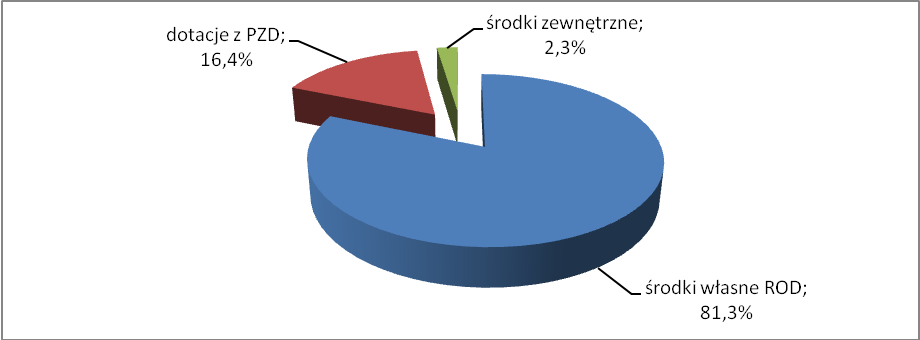 środki zewnętrzne;
2,3%
dotacje z PZD;
16,4%
środki własne ROD;
81,3%